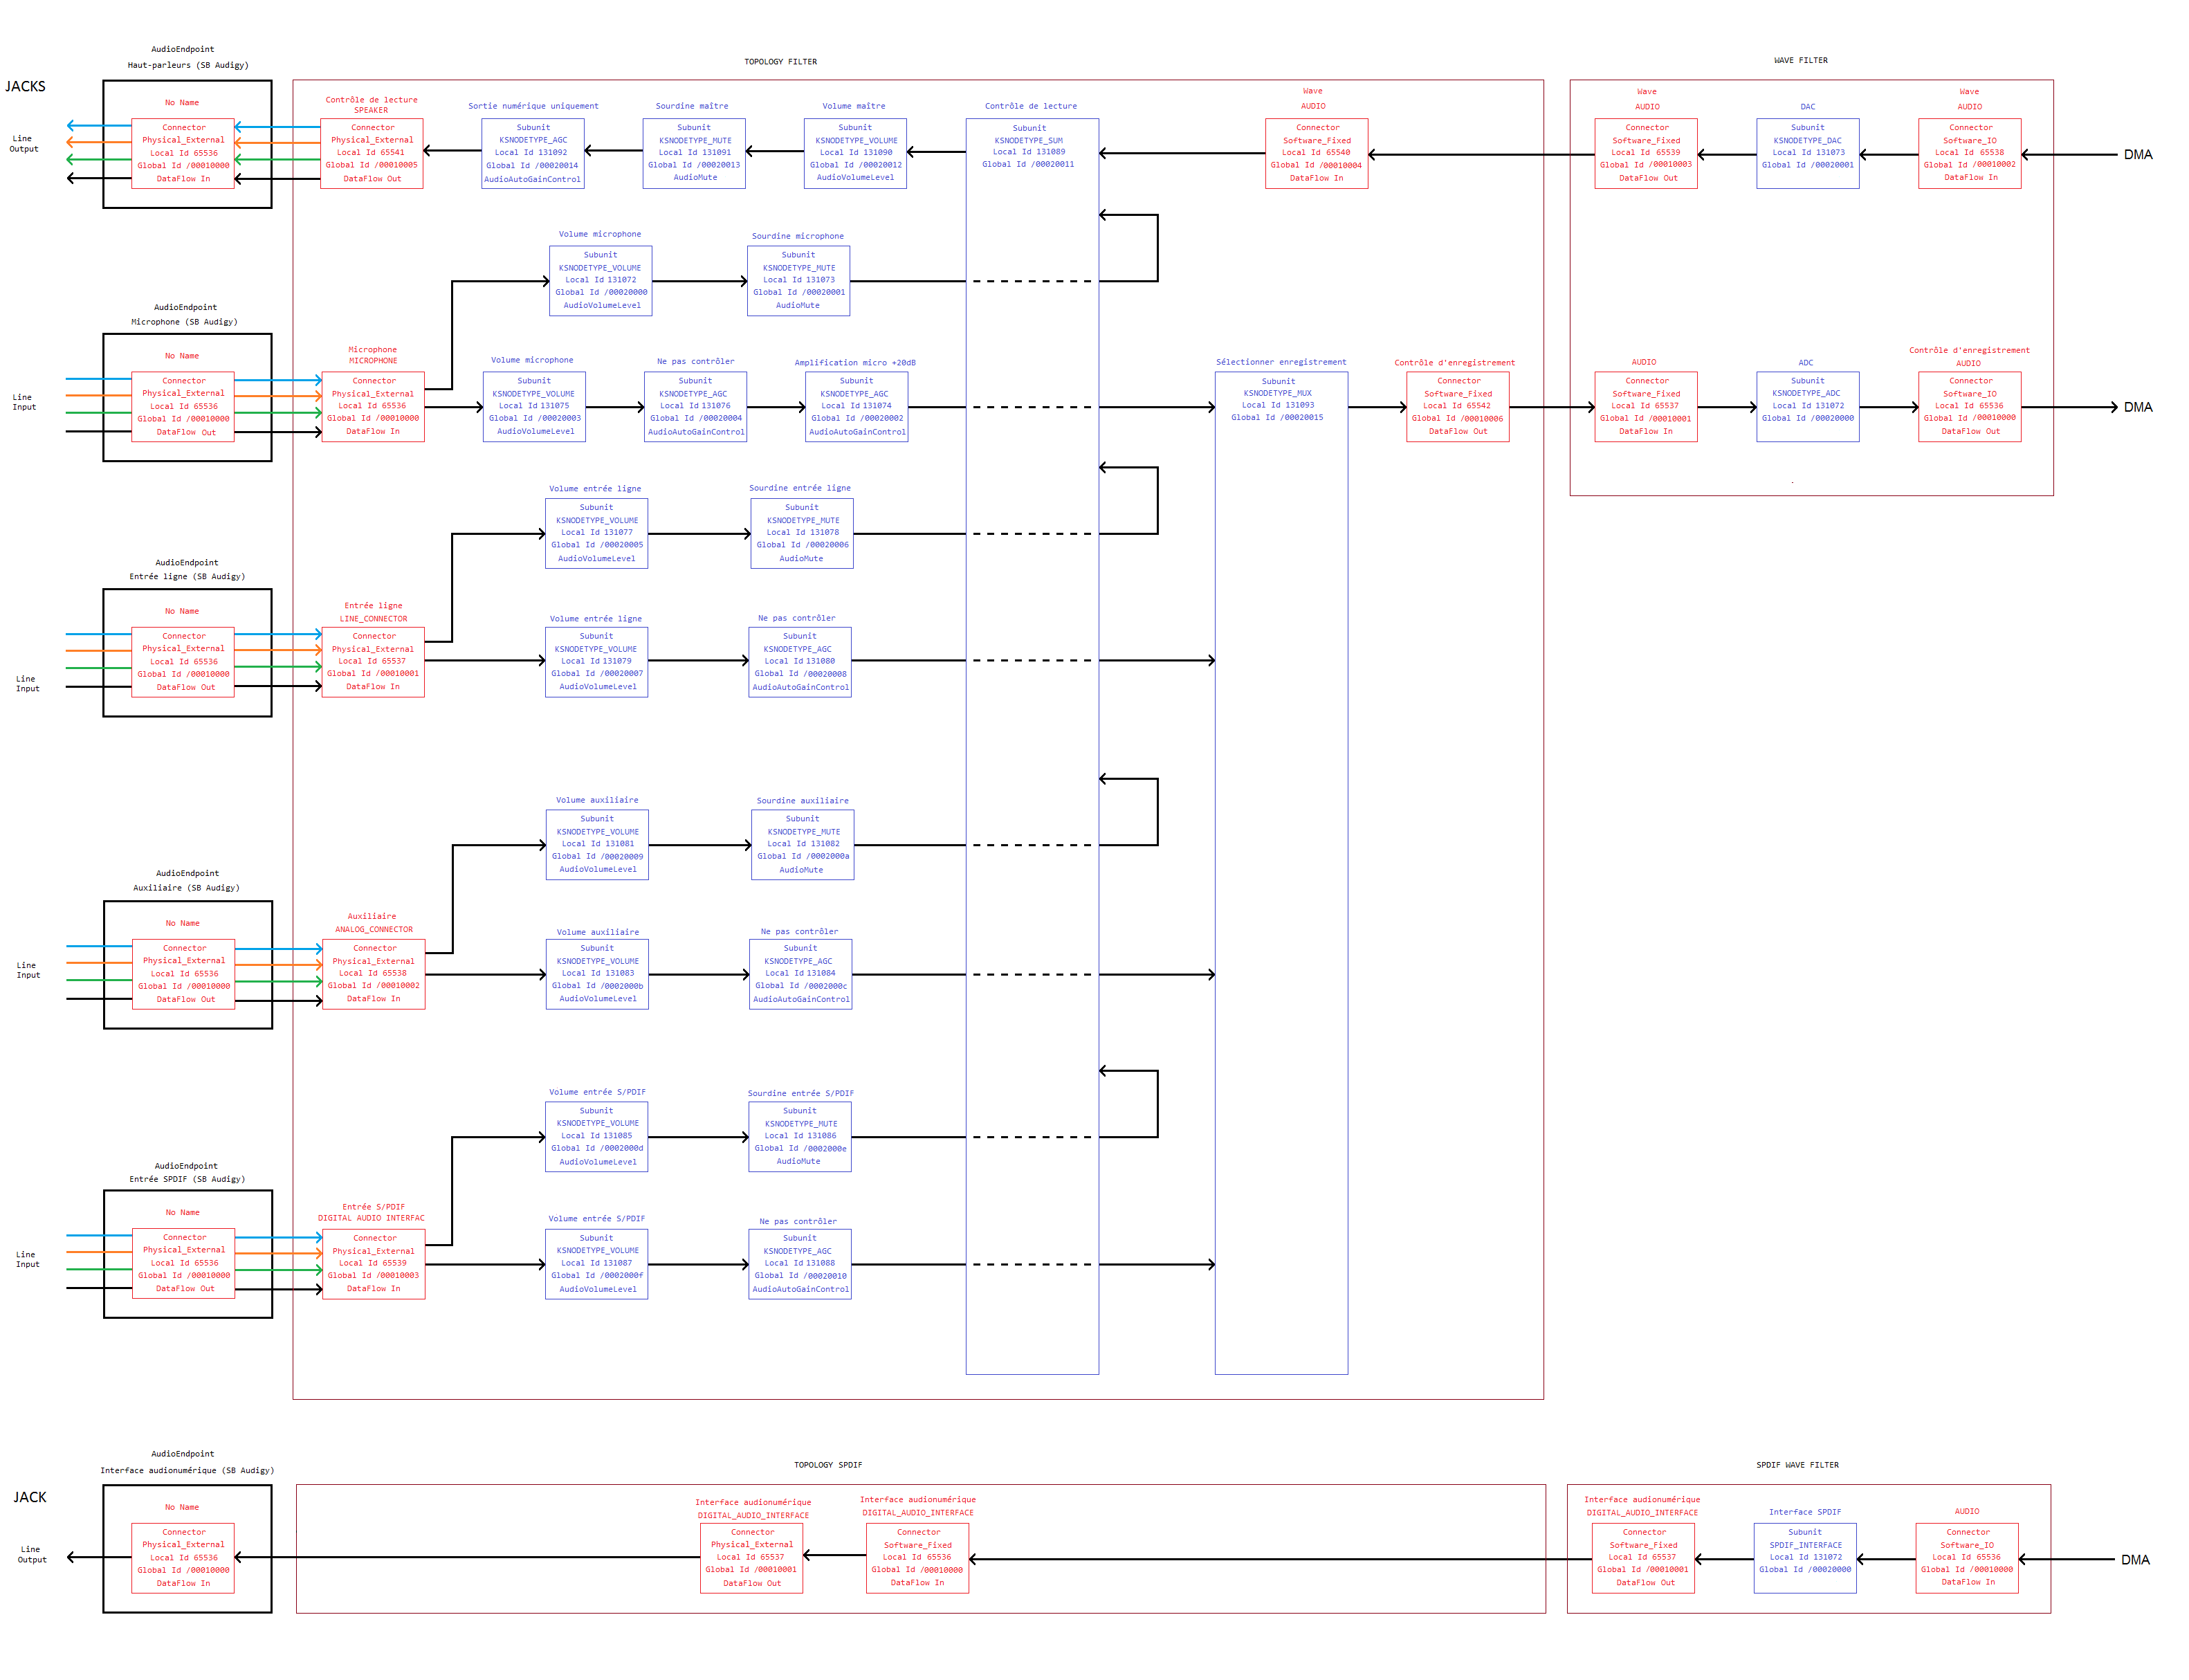 AudioEndpoint
Haut-parleurs (SB Audigy)
TOPOLOGY FILTER
WAVE FILTER
JACKS
Line
Output
No Name
Connector
Physical_External
Local Id 65536
Global Id /00010000
DataFlow In
Contrôle de lecture
SPEAKER
Connector
Physical_External
Local Id 65541
Global Id /00010005
DataFlow Out
Sortie numérique uniquement
Subunit
KSNODETYPE_AGC
Local Id 131092
Global Id /00020014
AudioAutoGainControl
Sourdine maître
Subunit
KSNODETYPE_MUTE
Local Id 131091
Global Id /00020013
AudioMute
Volume maître
Subunit
KSNODETYPE_VOLUME
Local Id 131090
Global Id /00020012
AudioVolumeLevel
Contrôle de lecture
Subunit
KSNODETYPE_SUM
Local Id 131089
Global Id /00020011
Wave
AUDIO
Connector
Software_Fixed
Local Id 65540
Global Id /00010004
DataFlow In
Wave
AUDIO
Connector
Software_Fixed
Local Id 65539
Global Id /00010003
DataFlow Out
DAC
Subunit
KSNODETYPE_DAC
Local Id 131073
Global Id /00020001
Wave
AUDIO
Connector
Software_IO
Local Id 65538
Global Id /00010002
DataFlow In
DMA
Volume microphone
Subunit
KSNODETYPE_VOLUME
Local Id 131072
Global Id /00020000
AudioVolumeLevel
Sourdine microphone
Subunit
KSNODETYPE_MUTE
Local Id 131073
Global Id /00020001
AudioMute
AudioEndpoint
Microphone (SB Audigy)
Line
Input
No Name
Connector
Physical_External
Local Id 65536
Global Id /00010000
DataFlow Out
Microphone
MICROPHONE
Connector
Physical_External
Local Id 65536
Global Id /00010000
DataFlow In
Volume microphone
Subunit
KSNODETYPE_VOLUME
Local Id 131075
Global Id /00020003
AudioVolumeLevel
Ne pas contrôler
Subunit
KSNODETYPE_AGC
Local Id 131076
Global Id /00020004
AudioAutoGainControl
Amplification micro +20dB
Subunit
KSNODETYPE_AGC
Local Id 131074
Global Id /00020002
AudioAutoGainControl
Sélectionner enregistrement
Subunit
KSNODETYPE_MUX
Local Id 131093
Global Id /00020015
Contrôle d'enregistrement
Connector
Software_Fixed
Local Id 65542
Global Id /00010006
DataFlow Out
AUDIO
Connector
Software_Fixed
Local Id 65537
Global Id /00010001
DataFlow In
ADC
Subunit
KSNODETYPE_ADC
Local Id 131072
Global Id /00020000
Contrôle d'enregistrement
AUDIO
Connector
Software_IO
Local Id 65536
Global Id /00010000
DataFlow Out
DMA
Volume entrée ligne
Subunit
KSNODETYPE_VOLUME
Local Id 131077
Global Id /00020005
AudioVolumeLevel
Sourdine entrée ligne
Subunit
KSNODETYPE_MUTE
Local Id 131078
Global Id /00020006
AudioMute
AudioEndpoint
Entrée ligne (SB Audigy)
Line
Input
No Name
Connector
Physical_External
Local Id 65536
Global Id /00010000
DataFlow Out
Entrée ligne
LINE_CONNECTOR
Connector
Physical_External
Local Id 65537
Global Id /00010001
DataFlow In
Volume entrée ligne
Subunit
KSNODETYPE_VOLUME
Local Id 131079
Global Id /00020007
AudioVolumeLevel
Ne pas contrôler
Subunit
KSNODETYPE_AGC
Local Id 131080
Global Id /00020008
AudioAutoGainControl
Volume auxiliaire
Subunit
KSNODETYPE_VOLUME
Local Id 131081
Global Id /00020009
AudioVolumeLevel
Sourdine auxiliaire
Subunit
KSNODETYPE_MUTE
Local Id 131082
Global Id /0002000a
AudioMute
AudioEndpoint
Auxiliaire (SB Audigy)
Line
Input
No Name
Connector
Physical_External
Local Id 65536
Global Id /00010000
DataFlow Out
Auxiliaire
ANALOG_CONNECTOR
Connector
Physical_External
Local Id 65538
Global Id /00010002
DataFlow In
Volume auxiliaire
Subunit
KSNODETYPE_VOLUME
Local Id 131083
Global Id /0002000b
AudioVolumeLevel
Ne pas contrôler
Subunit
KSNODETYPE_AGC
Local Id 131084
Global Id /0002000c
AudioAutoGainControl
Volume entrée S/PDIF
Subunit
KSNODETYPE_VOLUME
Local Id 131085
Global Id /0002000d
AudioVolumeLevel
Sourdine entrée S/PDIF
Subunit
KSNODETYPE_MUTE
Local Id 131086
Global Id /0002000e
AudioMute
AudioEndpoint
Entrée SPDIF (SB Audigy)
Line
Input
No Name
Connector
Physical_External
Local Id 65536
Global Id /00010000
DataFlow Out
Entrée S/PDIF
DIGITAL AUDIO INTERFAC
Connector
Physical_External
Local Id 65539
Global Id /00010003
DataFlow In
Volume entrée S/PDIF
Subunit
KSNODETYPE_VOLUME
Local Id 131087
Global Id /0002000f
AudioVolumeLevel
Ne pas contrôler
Subunit
KSNODETYPE_AGC
Local Id 131088
Global Id /00020010
AudioAutoGainControl
AudioEndpoint
Interface audionumérique (SB Audigy)
TOPOLOGY SPDIF
SPDIF WAVE FILTER
JACK
Line
Output
No Name
Connector
Physical_External
Local Id 65536
Global Id /00010000
DataFlow In
Interface audionumérique
DIGITAL_AUDIO_INTERFACE
Connector
Physical_External
Local Id 65537
Global Id /00010001
DataFlow Out
Interface audionumérique
DIGITAL_AUDIO_INTERFACE
Connector
Software_Fixed
Local Id 65536
Global Id /00010000
DataFlow In
Interface audionumérique
DIGITAL_AUDIO_INTERFACE
Connector
Software_Fixed
Local Id 65537
Global Id /00010001
DataFlow Out
Interface SPDIF
Subunit
SPDIF_INTERFACE
Local Id 131072
Global Id /00020000
AUDIO
Connector
Software_IO
Local Id 65536
Global Id /00010000
DataFlow In
DMA